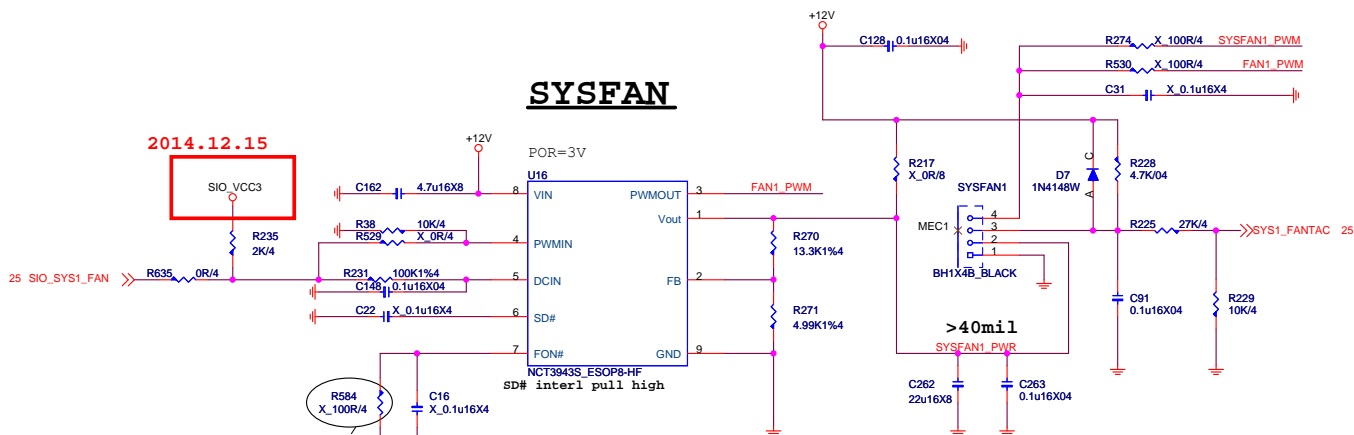 +12V
C128 0.1u16X04
R274 X_100R/4 SYSFAN1_PWM
R530 X_100R/4 FAN1_PWM
C31 X_0.1u16X4
SYSFAN
2014.12.15
SIO_VCC3
+12V
POR=3V
U16
C162 4.7u16X8
8 VIN
PWMOUT 3
FAN1_PWM
Vout 1
R38 10K/4
R529 X_0R/4
4 PWMIN
R235
2K/4
25 SIO_SYS1_FAN
R635 0R/4
R231 100K1%4
C148 0.1u16X04
5 DCIN
FB 2
R270
13.3K1%4
C22 X_0.1u16X4
6 SD#
R271
4.99K1%4
7 FON#
GND 9
NCT3943S_ESOP8-HF
SD# interl pull high
R584
X_100R/4
C16
X_0.1u16X4
R217
X_0R/8
SYSFAN1
MEC1
4
3
2
1
BH1X4B_BLACK
C
D7
1N4148W
A
R228
4.7K/04
R225 27K/4
SYS1_FANTAC 25
C91
0.1u16X04
R229
10K/4
>40mil
SYSFAN1_PWR
C262
22u16X8
C263
0.1u16X04